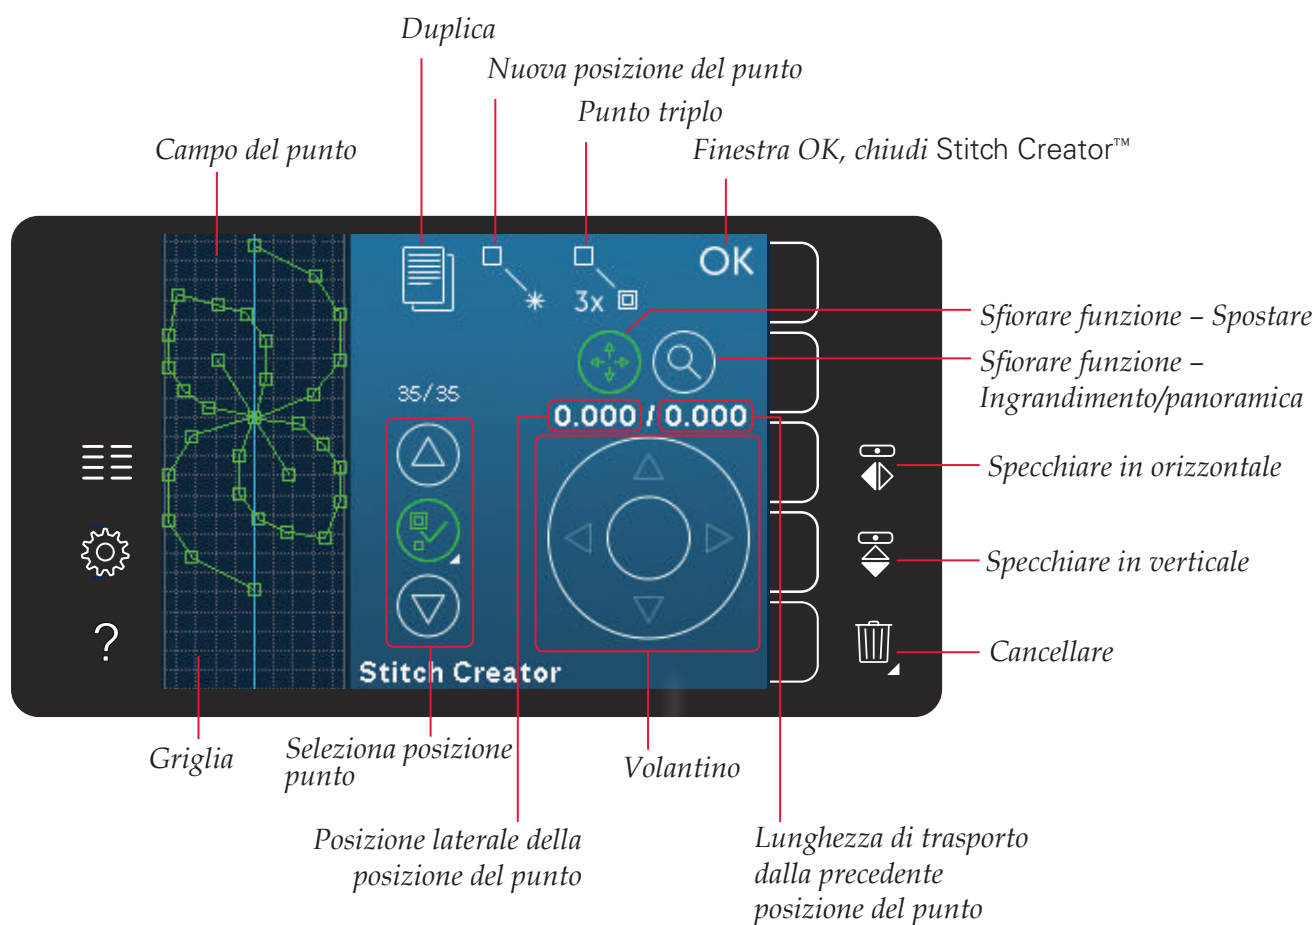 Duplica
Nuova posizione del punto
Punto triplo
Campo del punto
Finestra OK, chiudi Stitch Creator™
OK
3x
Sfiorare funzione – Spostare
Sfiorare funzione –
Ingrandimento/panoramica
35/35
0.000 / 0.000
Specchiare in orizzontale
Specchiare in verticale
?
Cancellare
Stitch Creator
Griglia
Seleziona posizione
punto
Volantino
Posizione laterale della
posizione del punto
Lunghezza di trasporto
dalla precedente
posizione del punto